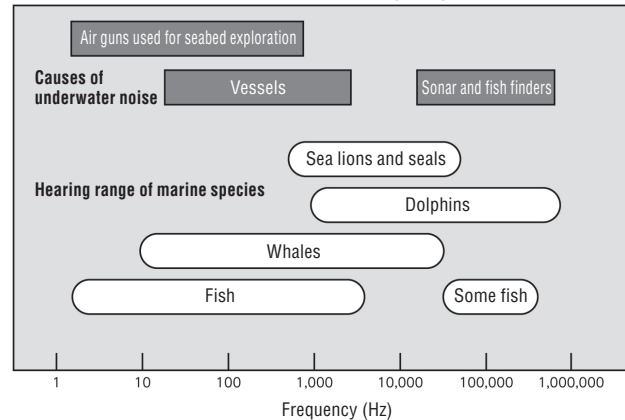 Air guns used for seabed exploration
Causes of
underwater noise
Vessels
Sonar and fish finders
Sea lions and seals
Hearing range of marine species
Dolphins
Whales
Fish
Some fish
1
10
100
1,000
10,000
100,000
1,000,000
Frequency (Hz)